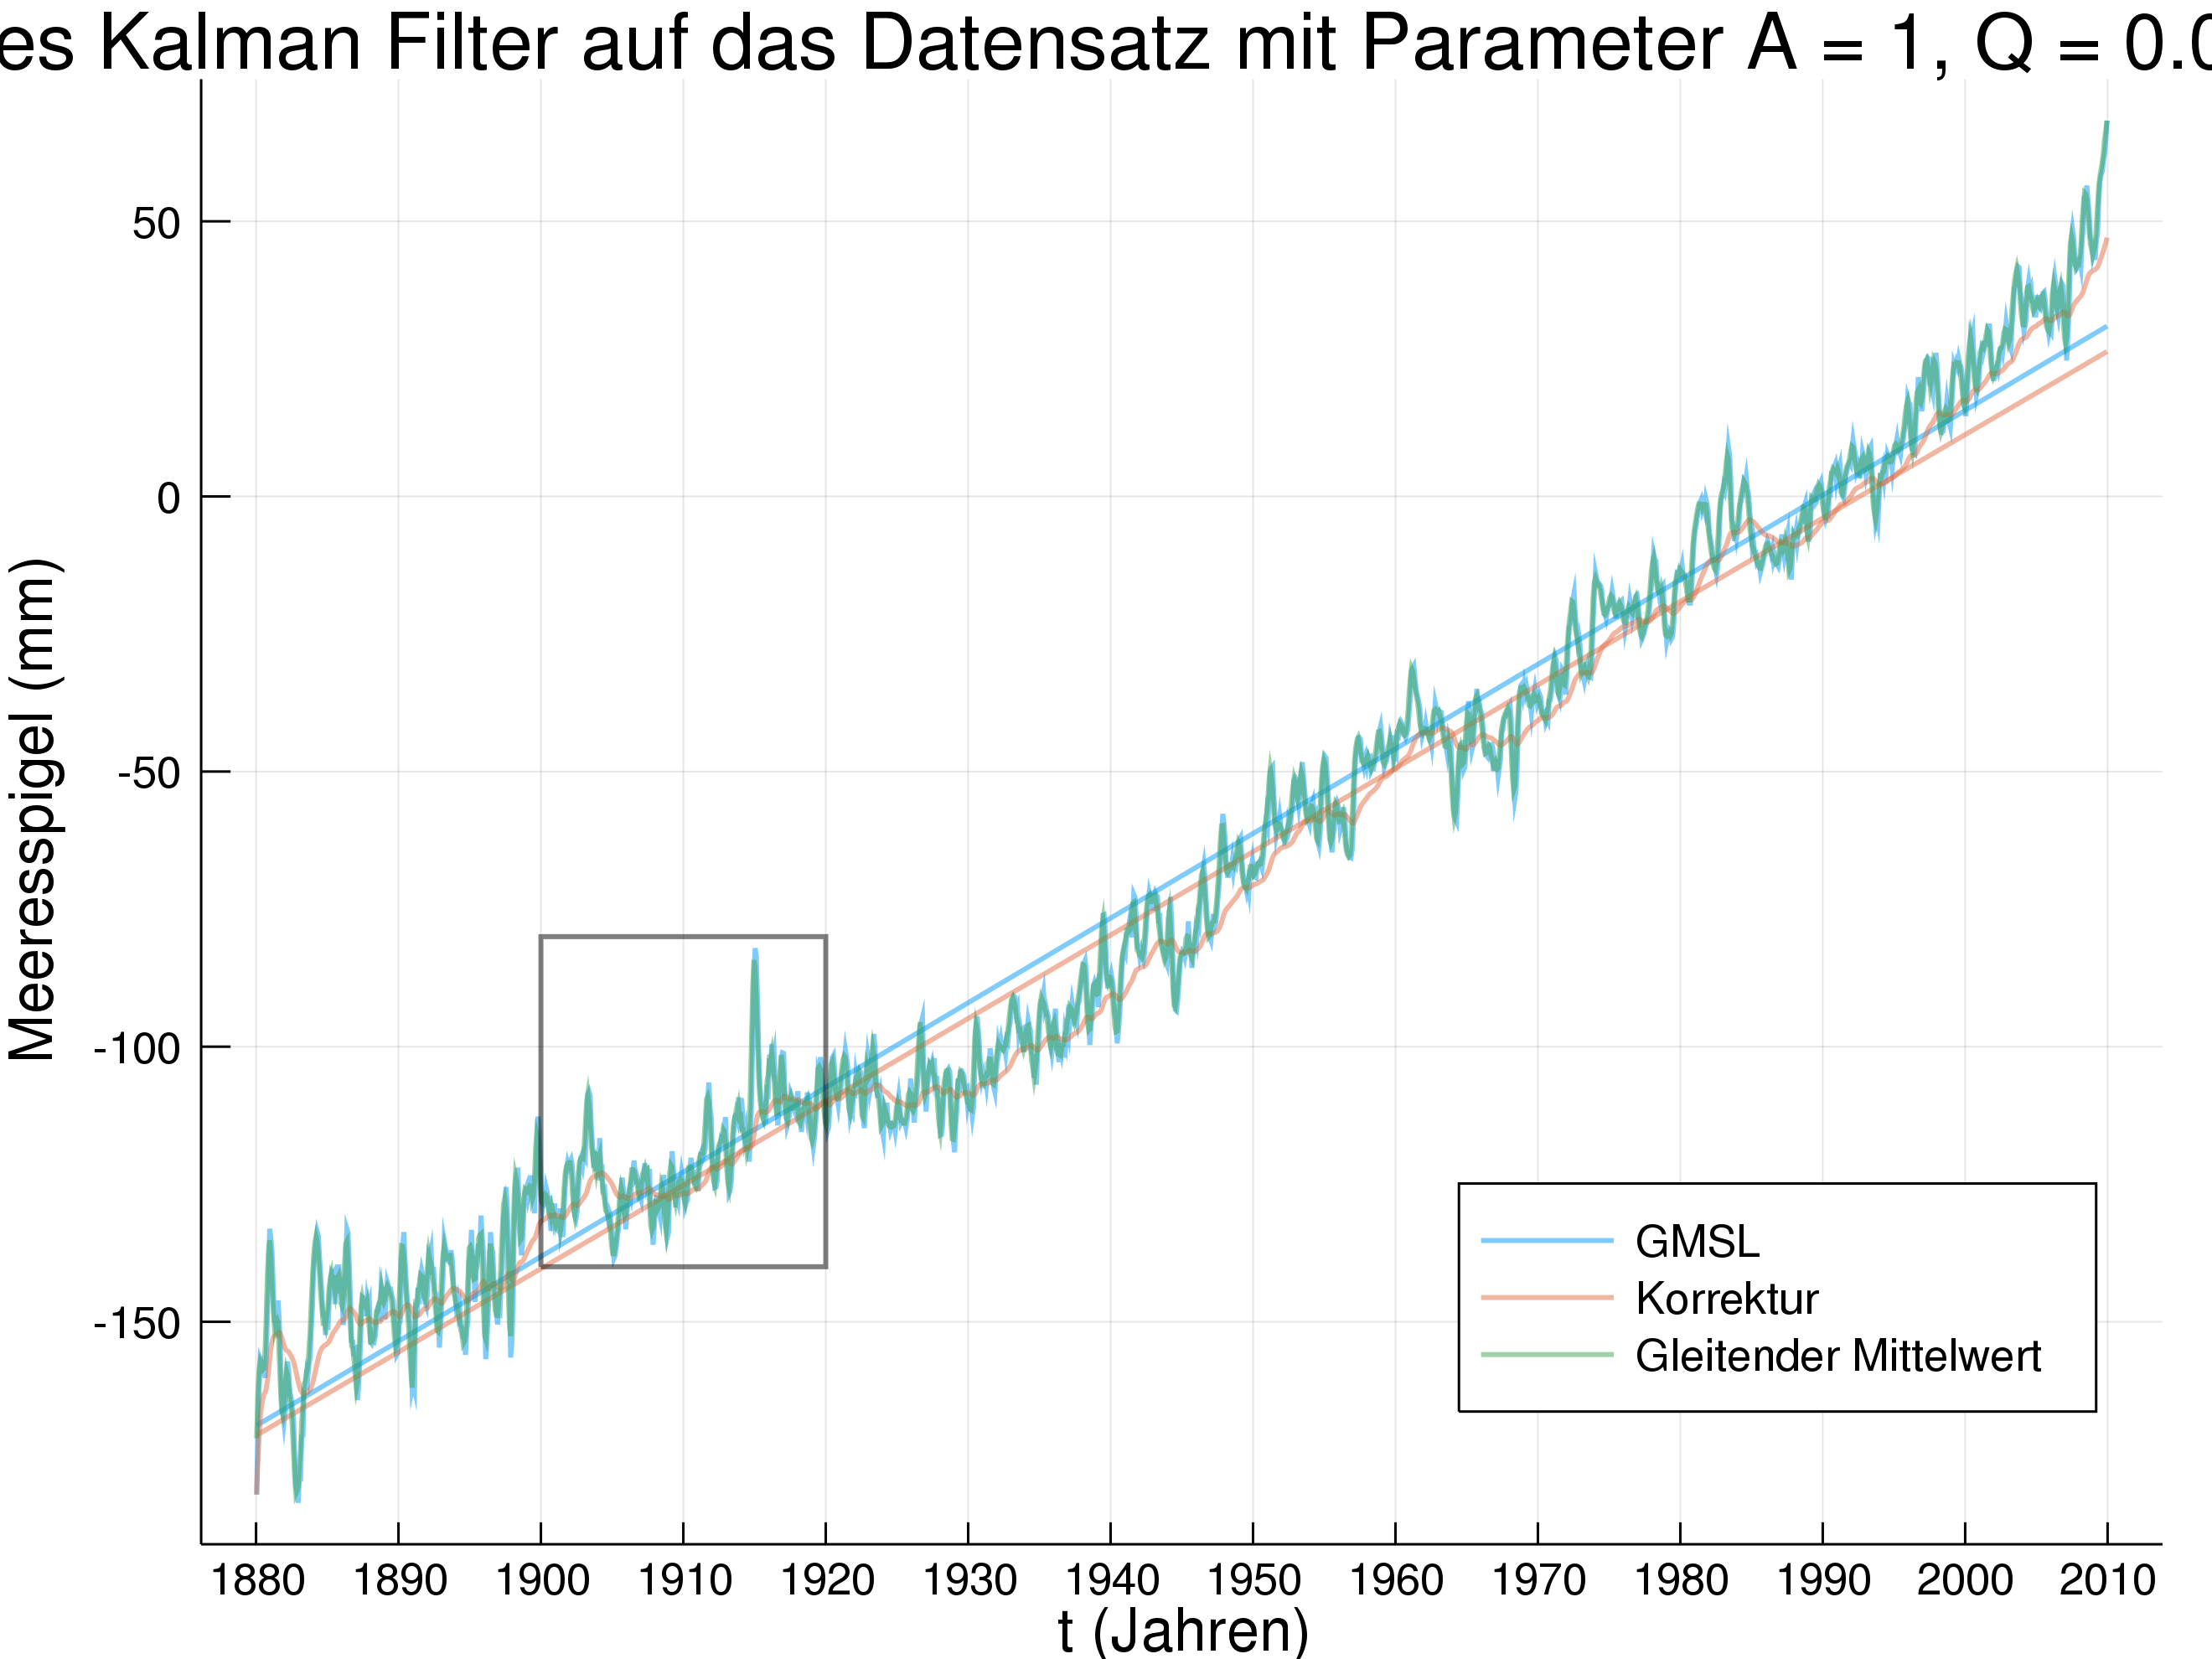 es Kalman Filter auf das Datensatz mit Parameter A = 1, Q = 0.0
50
0
-50
-100
-150
Meeresspigel (mm)
GMSL
Korrektur
Gleitender Mittelwert
1880 1890 1900 1910 1920 1930 1940 1950 1960 1970 1980 1990 2000 2010
t (Jahren)